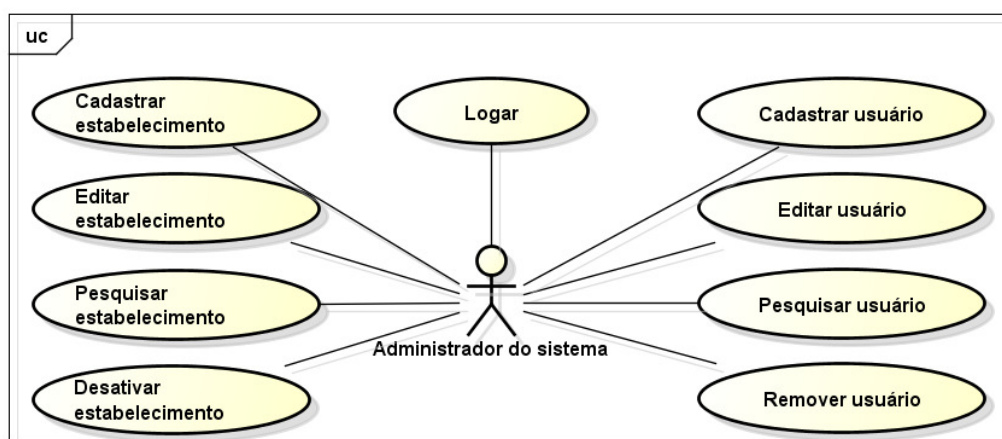 uc
Cadastrar
estabelecimento
Logar
Cadastrar usuário
Editar
estabelecimento
Editar usuário
Pesquisar
estabelecimento
Pesquisar usuário
Administrador do sistema
Desativar
estabelecimento
Remover usuário